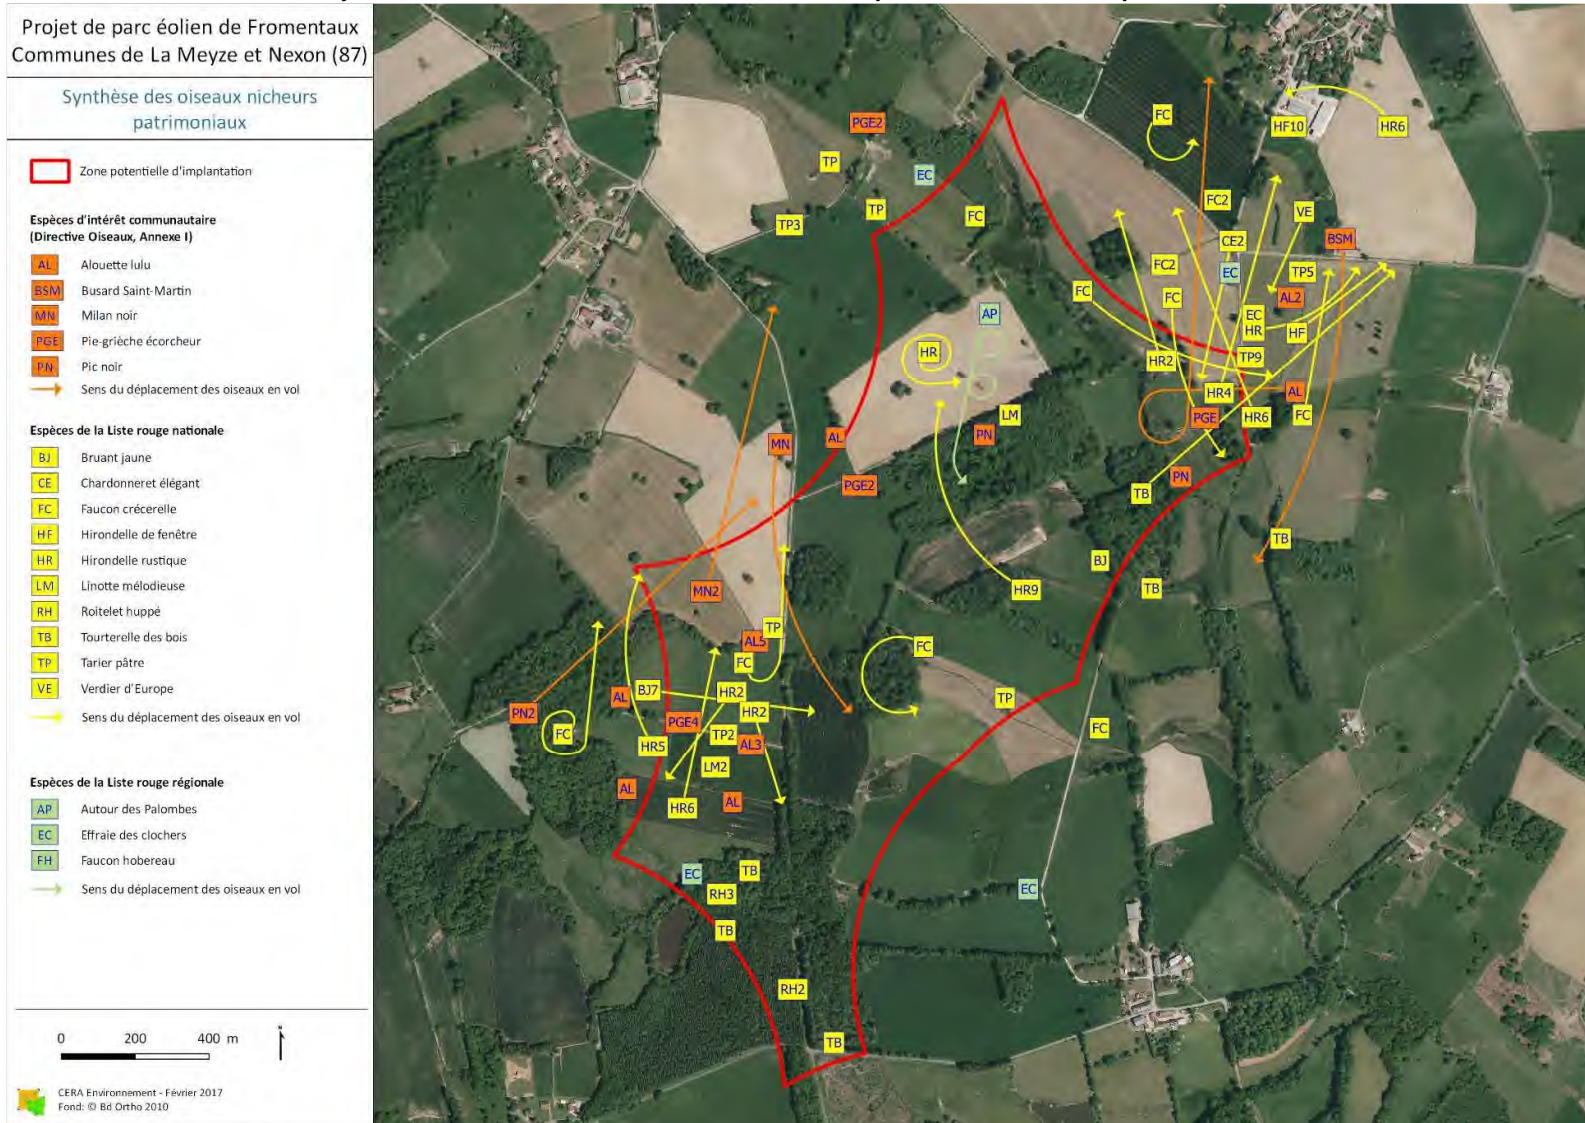 Projet de parc éolien de Fromentaux
Communes de La Meyze et Nexon (87)
Synthèse des oiseaux nicheurs
patrimoniaux
Zone potentielle d'implantation
Espèces d'intérêt communautaire
(Directive Oiseaux, Annexe I)
AL Alouette lulu
BSM Busard Saint-Martin
MN Milan noir
PGE Pie-grièche écorcheur
PN Pic noir
Sens du déplacement des oiseaux en vol
Espèces de la Liste rouge nationale
BJ Bruant jaune
CE Chardonneret élégant
FC Faucon crécerelle
HF Hirondelle de fenêtre
HR Hirondelle rustique
LM Linotte mélodieuse
RH Roitelet huppé
TB Tourterelle des bois
TP Tarier pâtre
VE Verdier d'Europe
Sens du déplacement des oiseaux en vol
Espèces de la Liste rouge régionale
AP Autour des Palombes
EC Effraie des clochers
FH Faucon hobereau
Sens du déplacement des oiseaux en vol
0 200 400 m
N
CERA Environnement - Février 2017
Fond: © Bd Ortho 2010
FC
PGE2
HF10
HR6
TP
EC
FC2
TP
VE
FC
TP3
BSM
CE2
FC2
EC
TP5
FC
FC
AL2
AP
EC
HR
HF
HR
TP9
HR2
AL
HR4
LM
PGE
HR6
FC
PN
AL
MN
PN
PGE2
TB
TB
BJ
TB
HR9
MN2
TP
AL5
FC
FC
BJ7
HR2
AL
TP
HR2
PN2
PGE4
FC
FC
TP2
AL3
HR5
LM2
AL
AL
HR6
TB
EC
EC
RH3
TB
RH2
TB